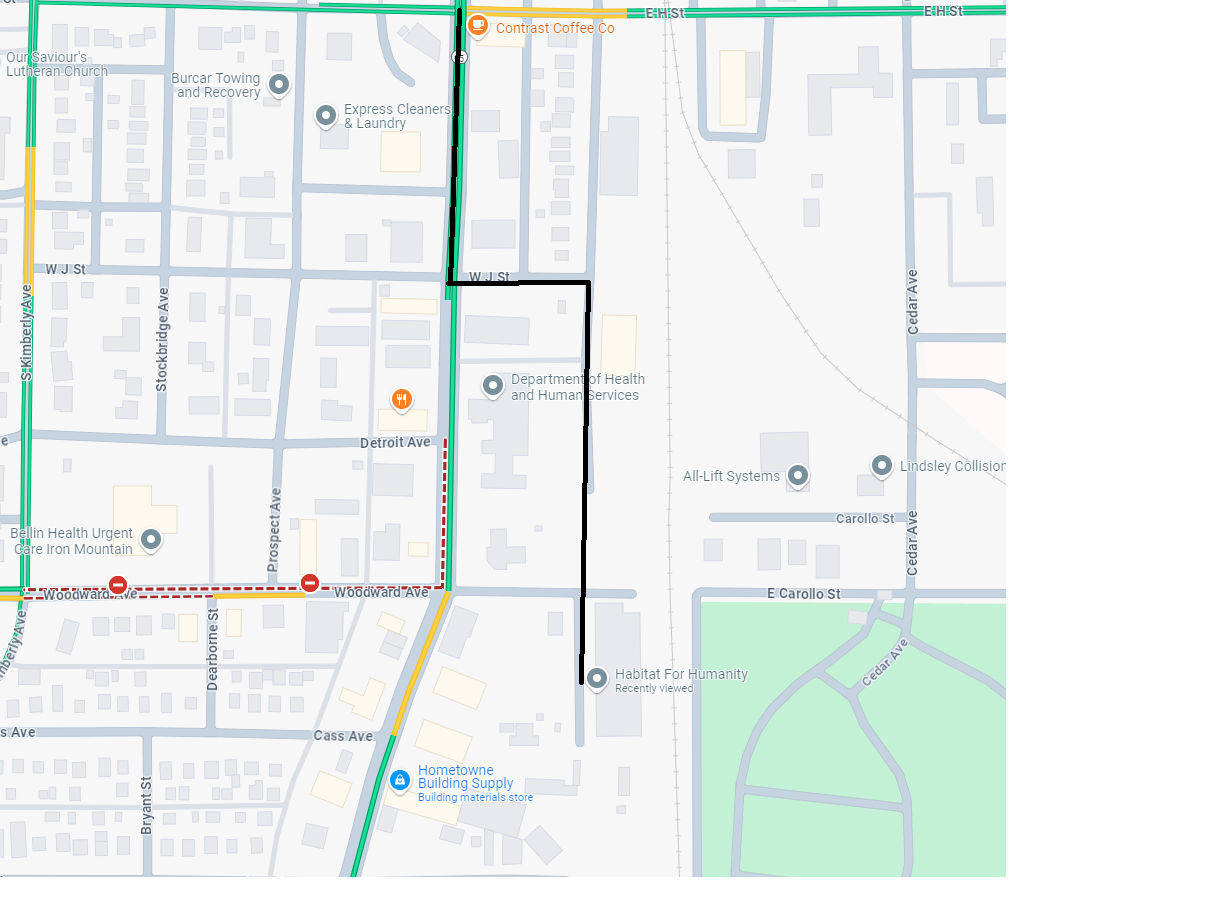 E H St
E H St
Contrast Coffee Co
Our Saviour's
Lutheran Church
Burcar Towing
and Recovery
Express Cleaners
& Laundry
W J St
W J St
Cedar Ave
S Kimberly Ave
Stockbridge Ave
Department of Health
and Human Services
Detroit Ave
All-Lift Systems
Lindsley Collision
Carollo St
Prospect Ave
Cedar Ave
Bellin Health Urgent
Care Iron Mountain
Woodward Ave
Woodward Ave
E Carollo St
Dearborne St
Cedar Ave
Habitat For Humanity
Recently viewed
s Ave
Cass Ave
Hometowne
Building Supply
Building materials store
Bryant St